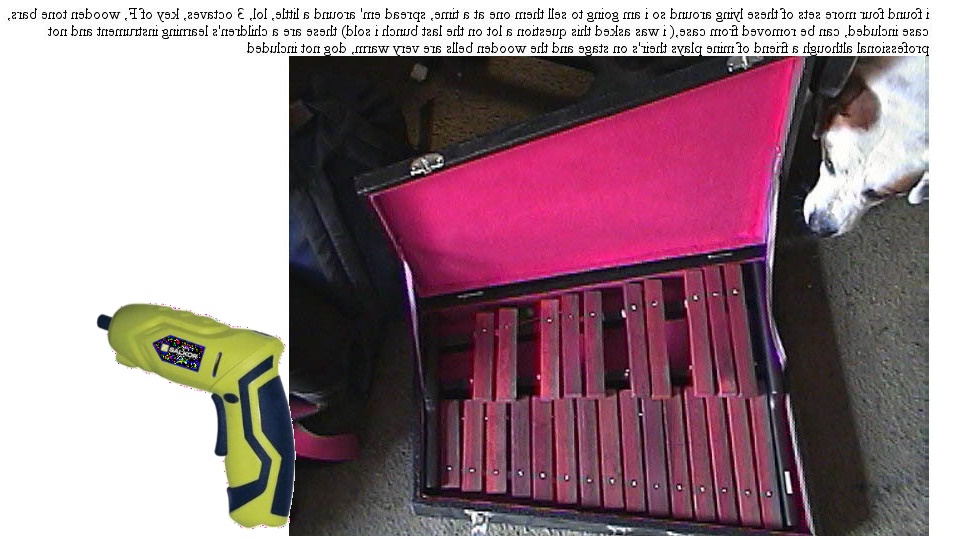 i found four more sets of these lying around so i am going to sell them one at a time, spread em' around a little, lol, 3 octaves, key of F, wooden tone bars,
case included, can be removed from case,( i was asked this question a lot on the last bunch i sold) these are a children's learning instrument and not
professional although a friend of mine plays their's on stage and the wooden bells are very warm, dog not included